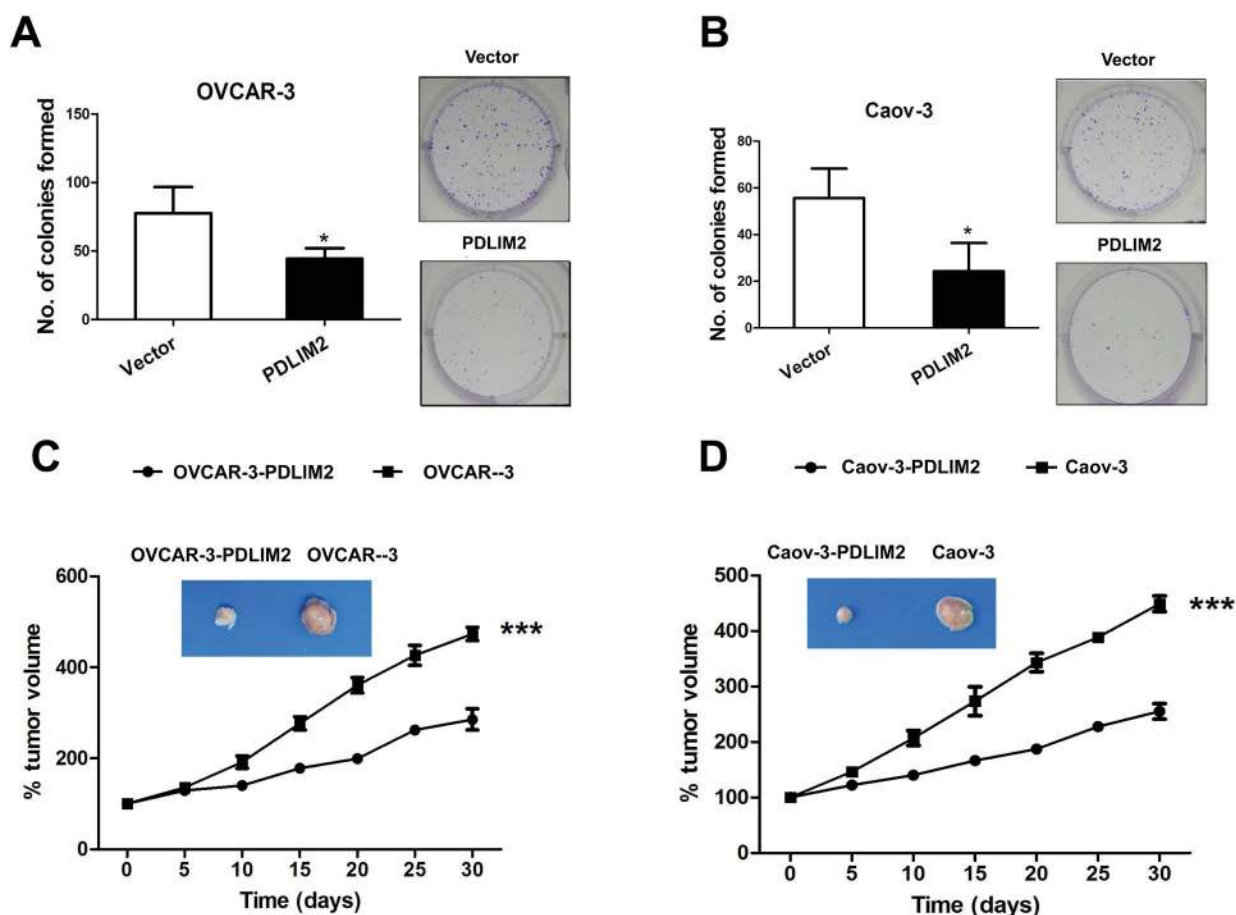 A
OVCAR-3
No. of colonies formed
150
100
50
0
*
Vector
PDLIM2
Vector
PDLIM2
B
Caov-3
No. of colonies formed
80
60
40
20
0
*
Vector
PDLIM2
Vector
PDLIM2
C
OVCAR-3-PDLIM2 OVCAR--3
OVCAR-3-PDLIM2 OVCAR--3
% tumor volume
600
400
200
0
***
0 5 10 15 20 25 30
Time (days)
D
Caov-3-PDLIM2 Caov-3
Caov-3-PDLIM2 Caov-3
% tumor volume
500
400
300
200
100
0
***
0 5 10 15 20 25 30
Time (days)